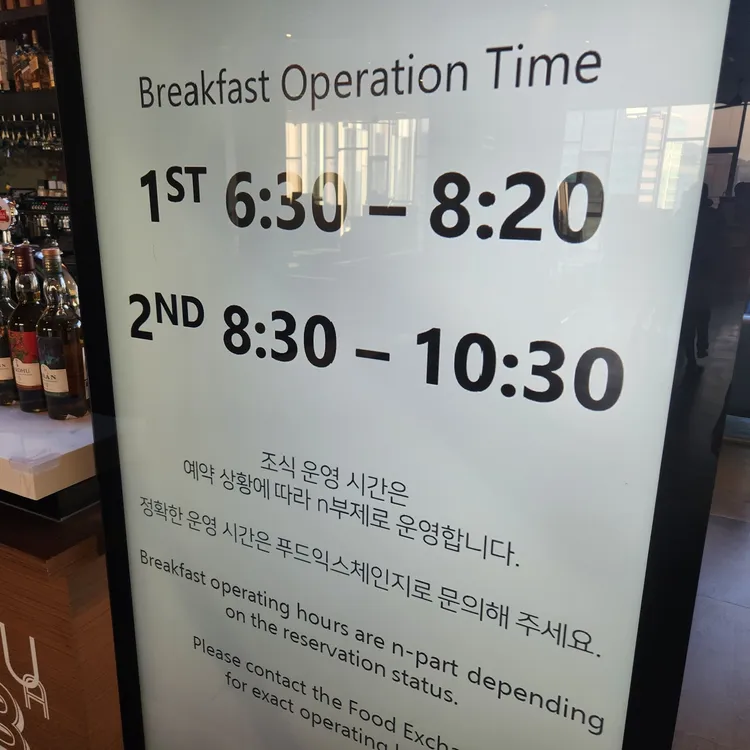 Breakfast Operation Time
1ST 6:30 – 8:20
2ND 8:30 – 10:30
조식 운영 시간은
예약 상황에 따라 n부제로 운영합니다.
정확한 운영 시간은 푸드익스체인지로 문의해 주세요.
Breakfast operating hours are n-part depending
on the reservation status.
Please contact the Food
for exact operating